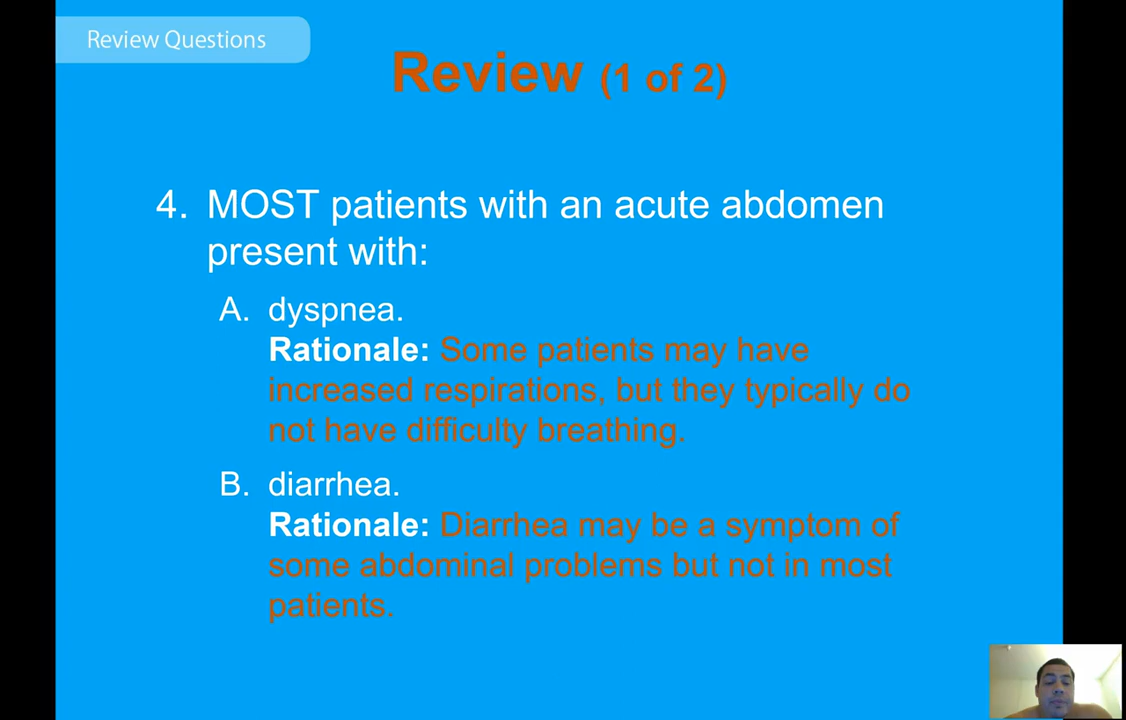 Review Questions
Review (1 of 2)
4. MOST patients with an acute abdomen
present with:
A. dyspnea.
Rationale: Some patients may have
increased respirations, but they typically do
not have difficulty breathing.
B. diarrhea.
Rationale: Diarrhea may be a symptom of
some abdominal problems but not in most
patients.